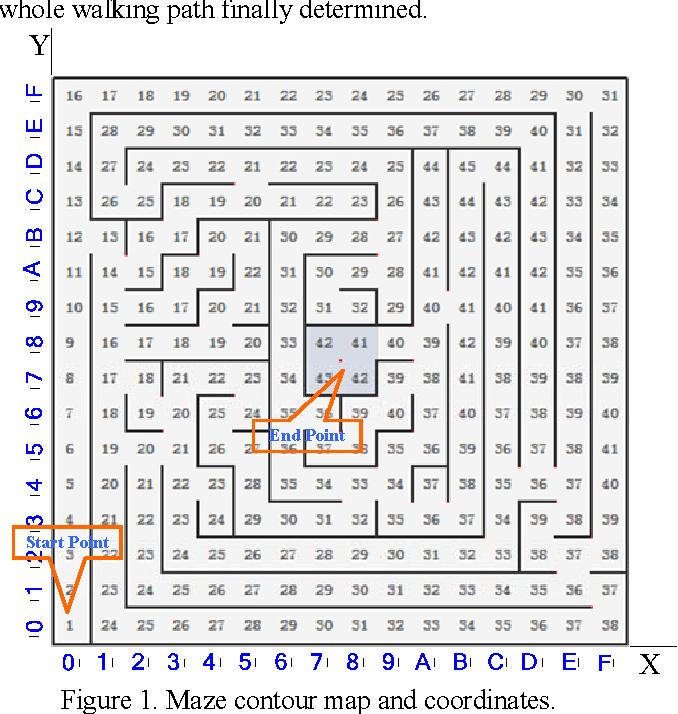 whole walking path finally determined.
Y
F 16 17 18 19 20 21 22 23 24 25 26 27 28 29 30 31
E 15 28 29 30 31 32 33 34 35 36 37 38 39 40 31 32
D 14 27 24 23 22 21 22 23 24 25 44 45 44 41 32 33
C 13 26 25 18 19 20 21 22 23 26 43 44 43 42 33 34
B 12 13 16 17 20 21 30 29 28 27 42 43 42 43 34 35
A 11 14 15 18 19 22 31 30 29 28 41 42 41 42 35 36
9 10 15 16 17 20 21 32 31 32 29 40 41 40 41 36 37
8 9 16 17 18 19 20 33 42 41 40 39 42 39 40 37 38
7 8 17 18 21 22 23 34 43 42 39 38 41 38 39 38 39
6 7 18 19 20 25 24 35 38 39 40 37 40 37 38 39 40
End Point
5 6 19 20 21 26 27 36 37 38 35 36 39 36 37 38 41
4 5 20 21 22 23 28 35 34 33 34 37 38 35 36 37 40
3 4 21 22 23 24 29 30 31 32 35 36 37 34 39 38 39
Start Point
2 3 22 23 24 25 26 27 28 29 30 31 32 33 38 37 38
1 2 23 24 25 26 27 28 29 30 31 32 33 34 35 36 37
0 1 24 25 26 27 28 29 30 31 32 33 34 35 36 37 38
0 1 2 3 4 5 6 7 8 9 A B C D E F X
Figure 1. Maze contour map and coordinates.